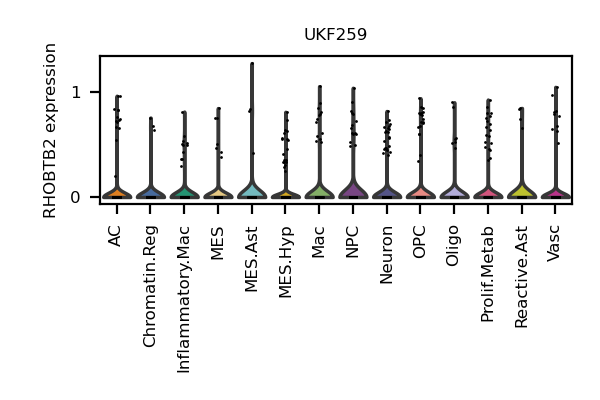 UKF259
RHOBTB2 expression
1
0
AC
Chromatin.Reg
Inflammatory.Mac
MES
MES.Ast
MES.Hyp
Mac
NPC
Neuron
OPC
Oligo
Prolif.Metab
Reactive.Ast
Vasc